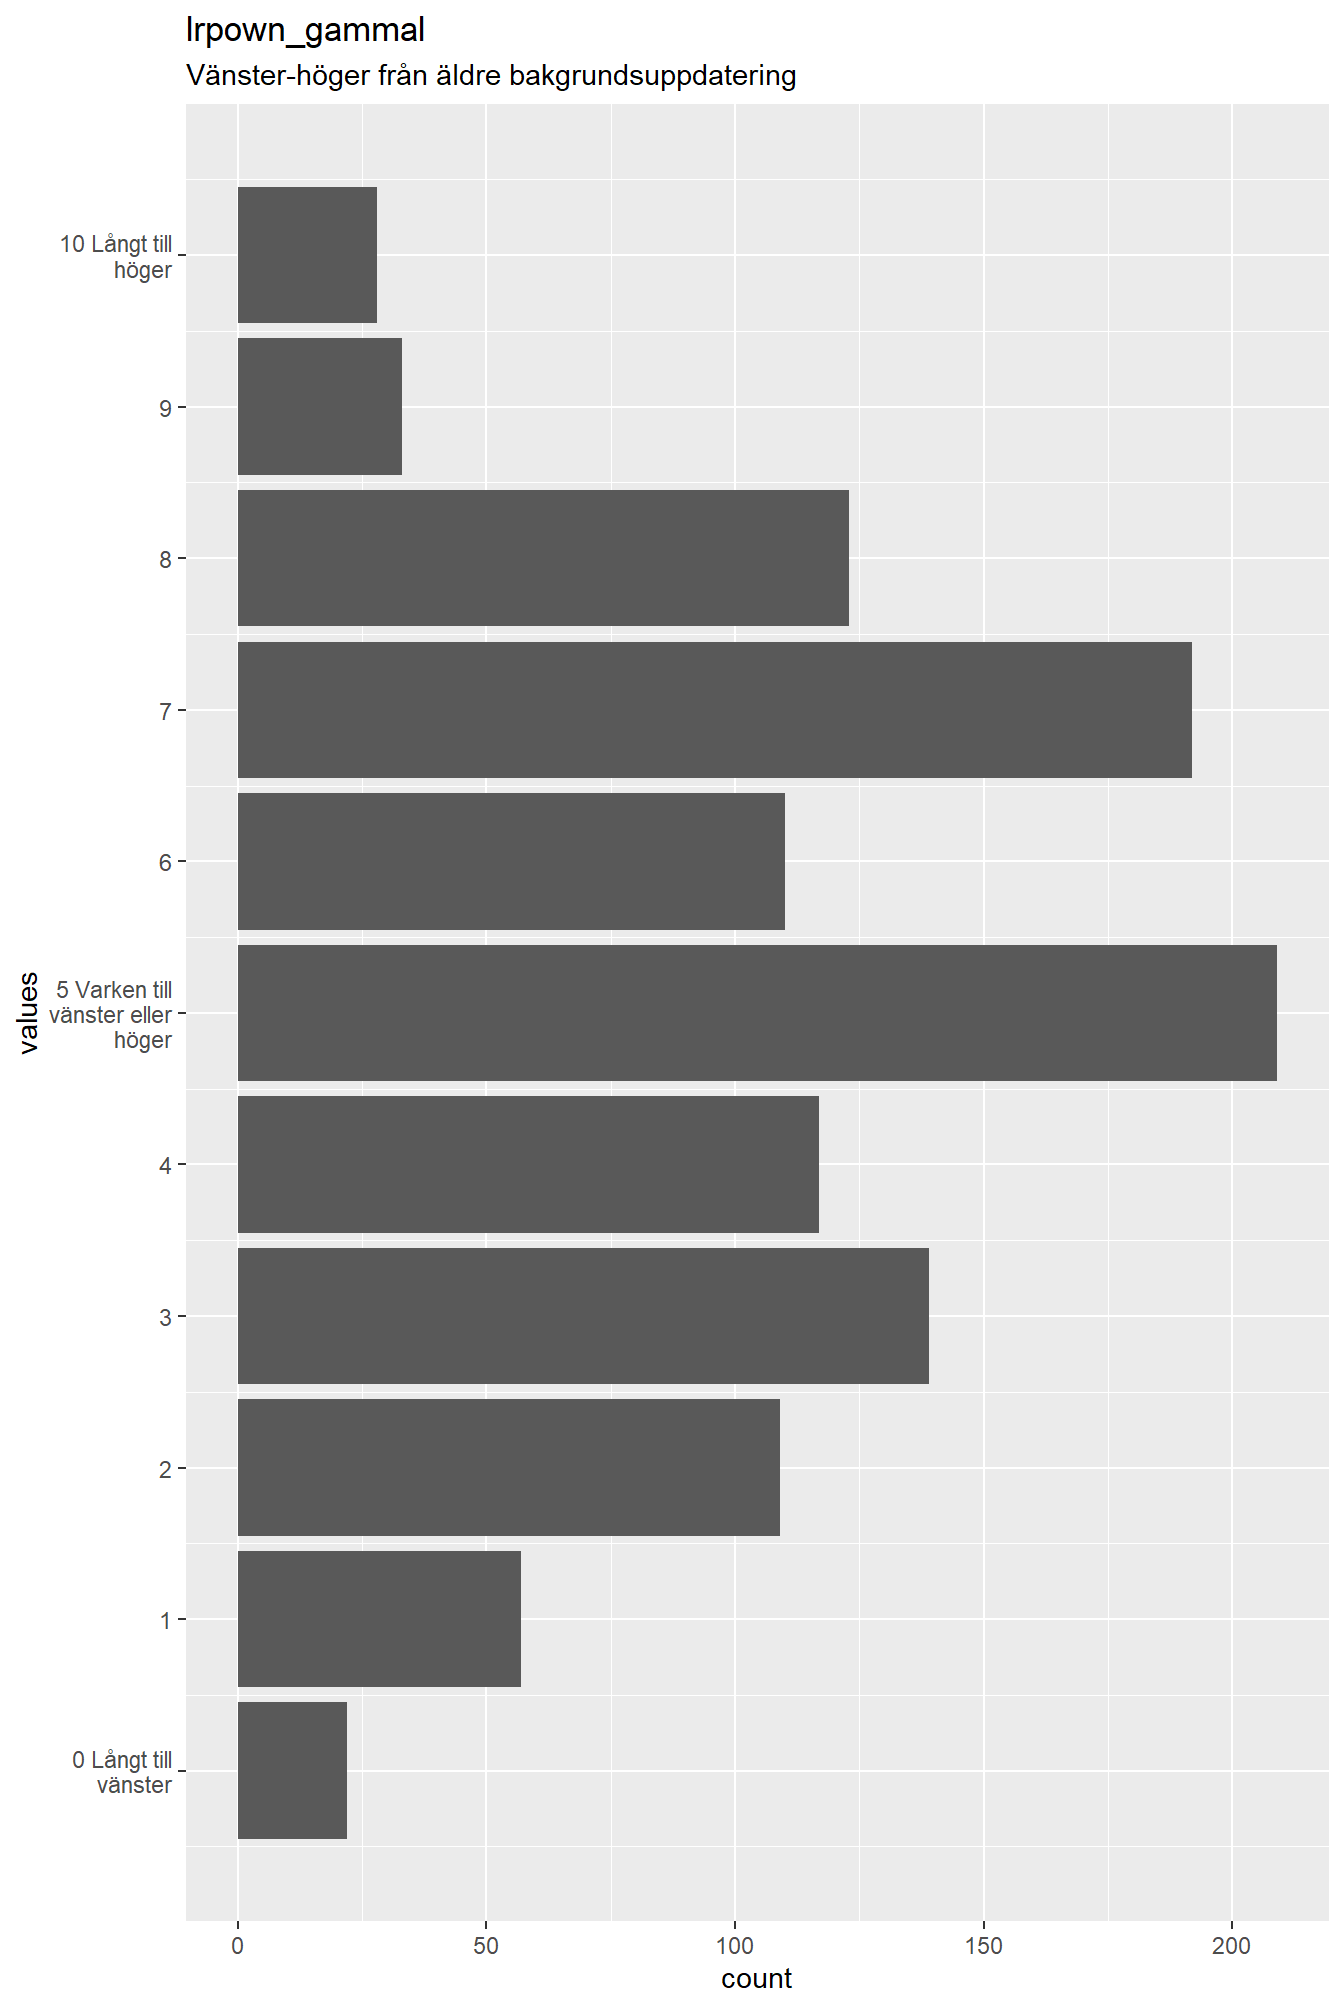 lrpown_gammal
Vänster-höger från äldre bakgrundsuppdatering
values
10 Långt till
höger
9
8
7
6
5 Varken till
vänster eller
höger
4
3
2
1
0 Långt till
vänster
0 50 100 150 200
count